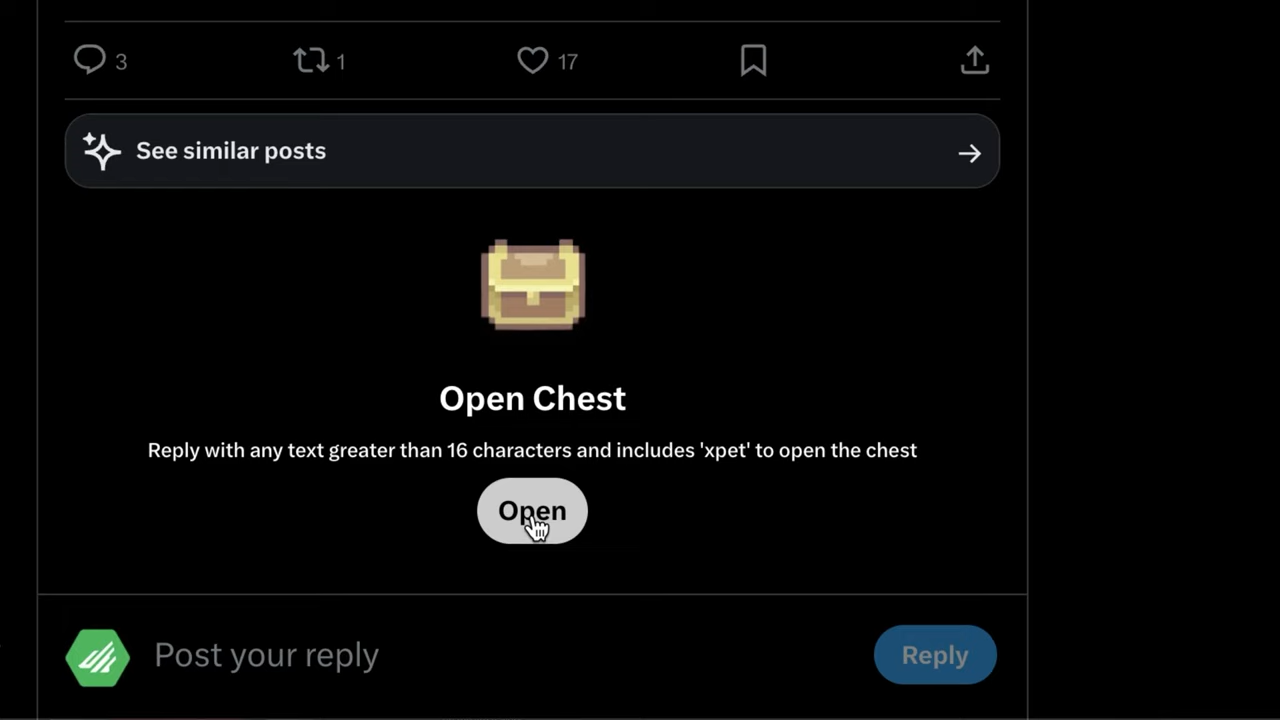 3 1 17
See similar posts
Open Chest
Reply with any text greater than 16 characters and includes 'xpet' to open the chest
Open
Post your reply Reply